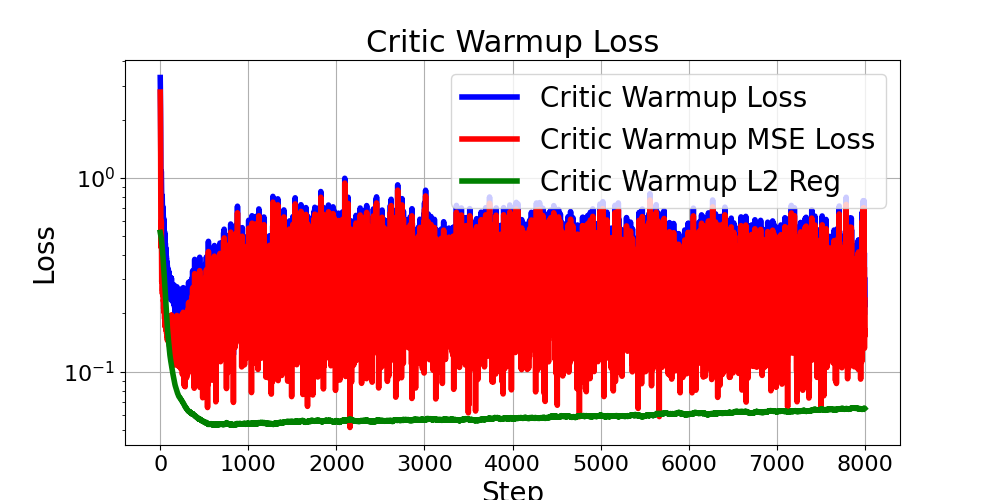 Critic Warmup Loss
Critic Warmup Loss
Critic Warmup MSE Loss
Critic Warmup L2 Reg
Loss
10⁰
10⁻¹
0 1000 2000 3000 4000 5000 6000 7000 8000
Step